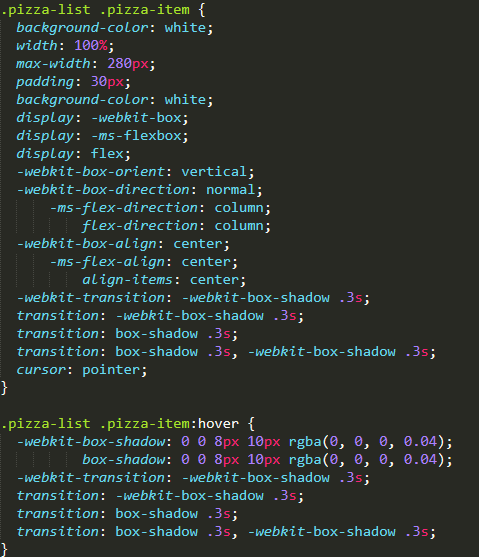 .pizza-list .pizza-item {
  background-color: white;
  width: 100%;
  max-width: 280px;
  padding: 30px;
  background-color: white;
  display: -webkit-box;
  display: -ms-flexbox;
  display: flex;
  -webkit-box-orient: vertical;
  -webkit-box-direction: normal;
      -ms-flex-direction: column;
          flex-direction: column;
  -webkit-box-align: center;
      -ms-flex-align: center;
          align-items: center;
  -webkit-transition: -webkit-box-shadow .3s;
  transition: -webkit-box-shadow .3s;
  transition: box-shadow .3s;
  transition: box-shadow .3s, -webkit-box-shadow .3s;
  cursor: pointer;
}
.pizza-list .pizza-item:hover {
  -webkit-box-shadow: 0 0 8px 10px rgba(0, 0, 0, 0.04);
          box-shadow: 0 0 8px 10px rgba(0, 0, 0, 0.04);
  -webkit-transition: -webkit-box-shadow .3s;
  transition: -webkit-box-shadow .3s;
  transition: box-shadow .3s;
  transition: box-shadow .3s, -webkit-box-shadow .3s;
}